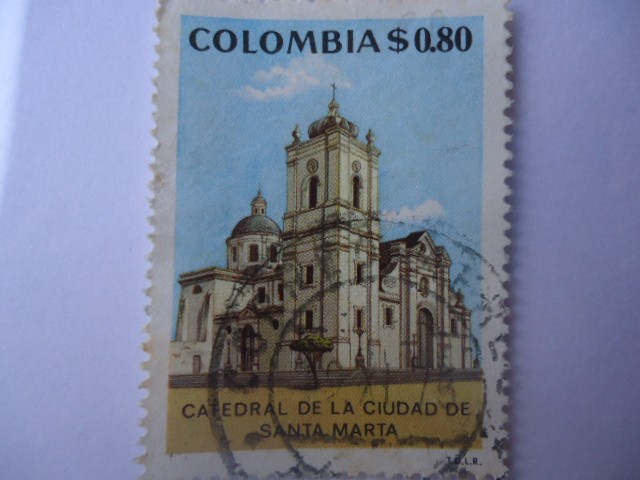 COLOMBIA $0.80
CATEDRAL DE LA CIUDAD DE
SANTA MARTA
T.D.L.R.